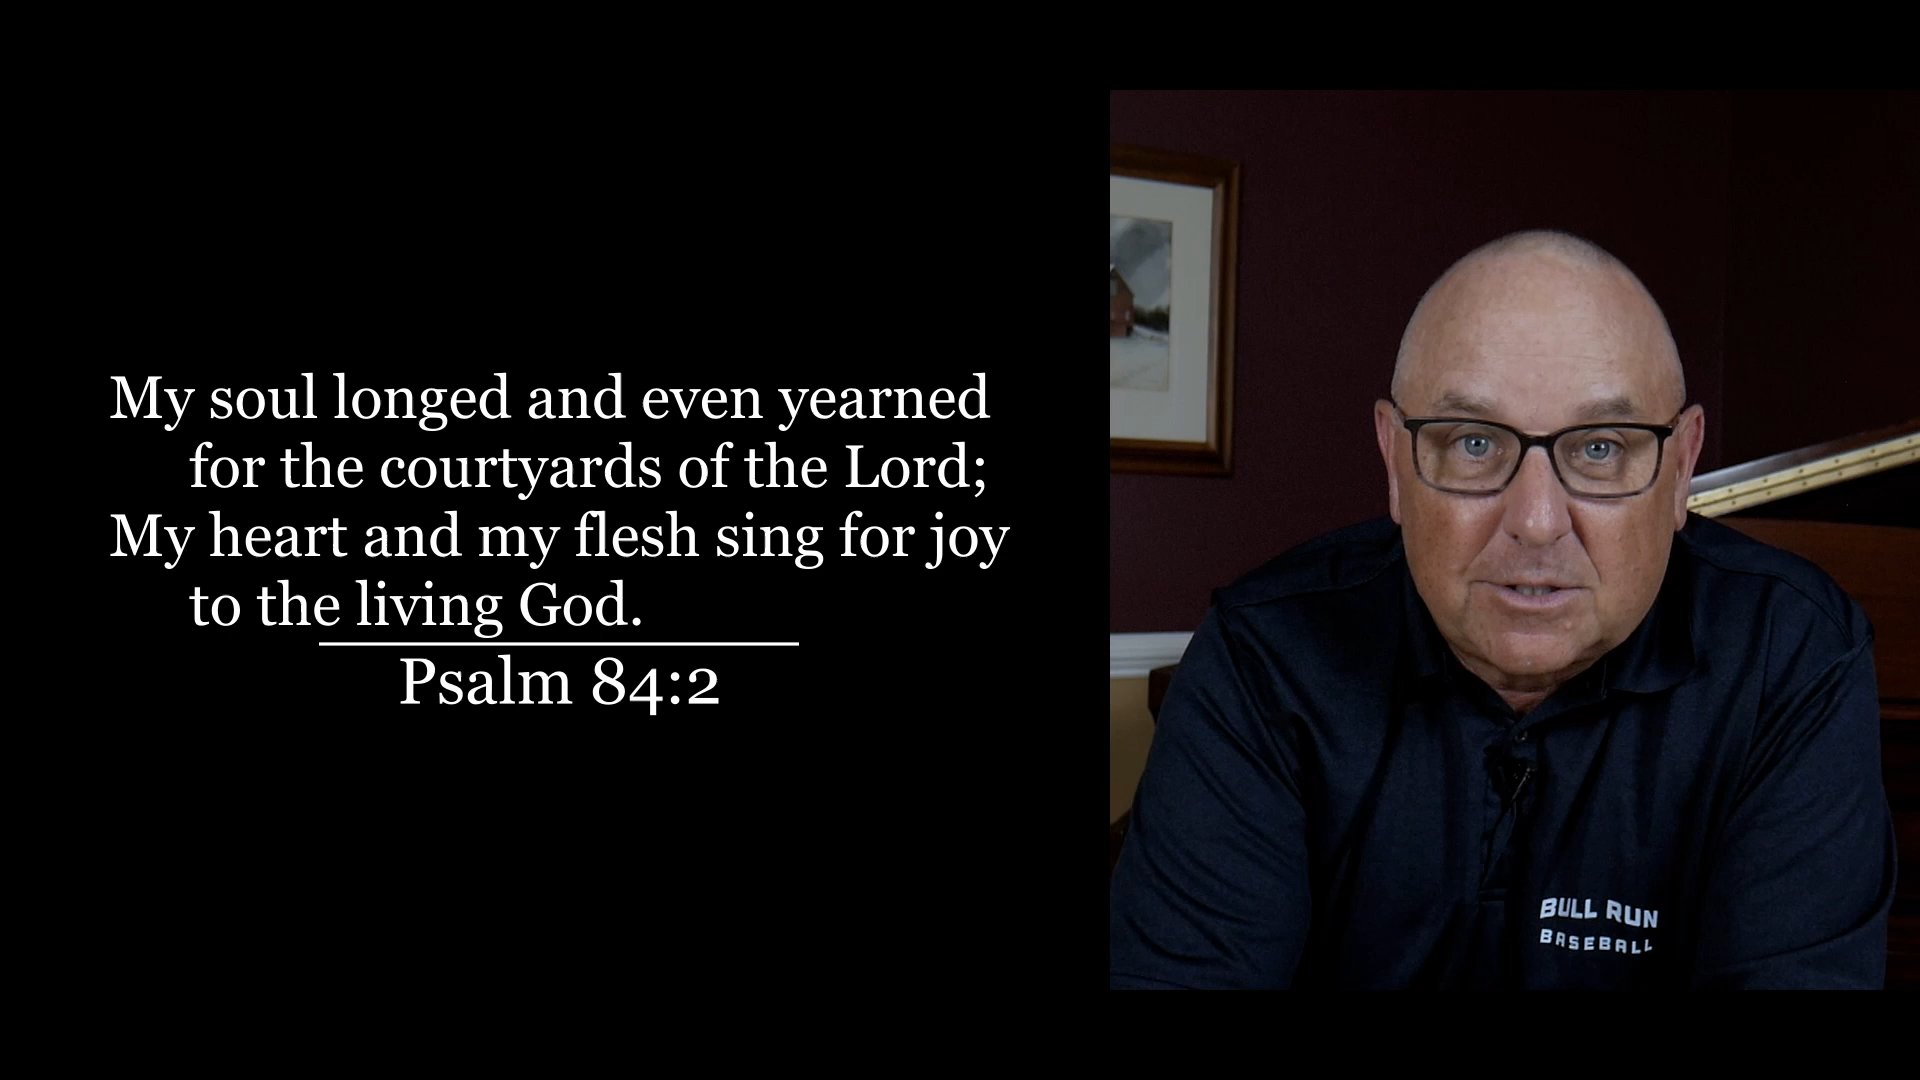 My soul longed and even yearned
for the courtyards of the Lord;
My heart and my flesh sing for joy
to the living God.
Psalm 84:2
BULL RUN
BASEBALL